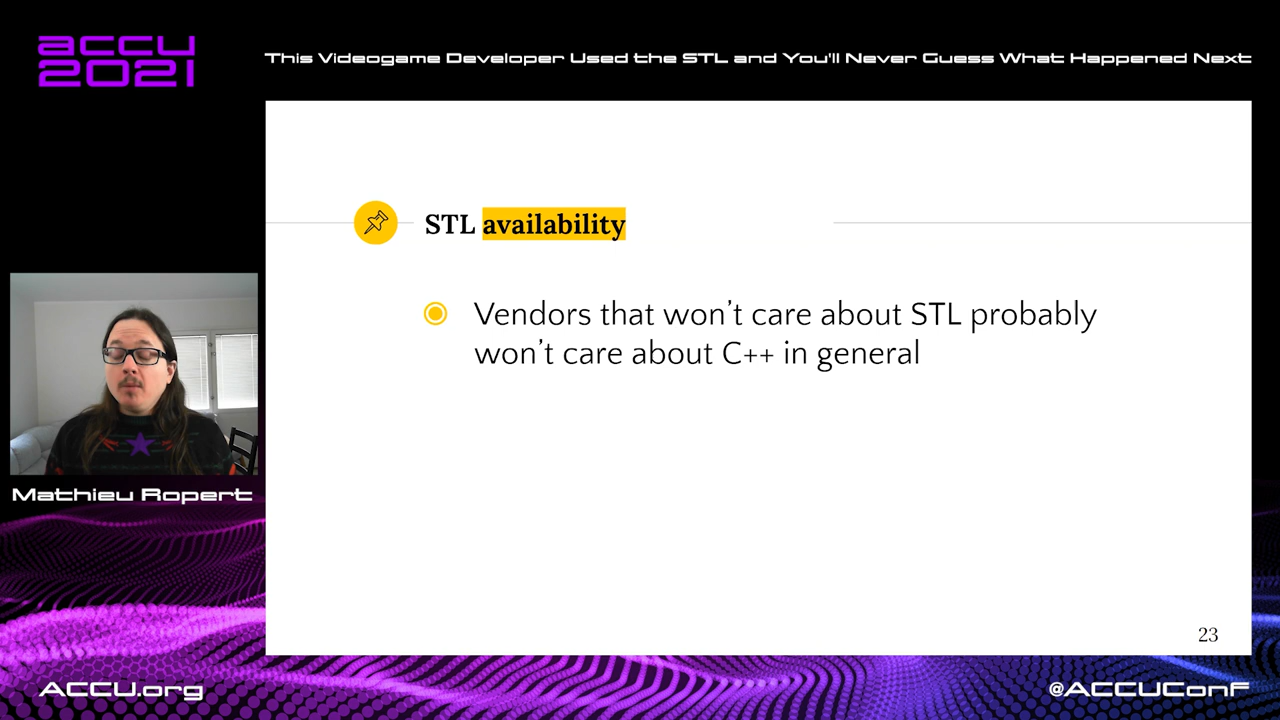 accu
2021
This Videogame Developer Used the STL and You'll Never Guess What Happened Next
STL availability
Vendors that won't care about STL probably
won't care about C++ in general
Mathieu Ropert
23
ACCU.org
@ACCUConf